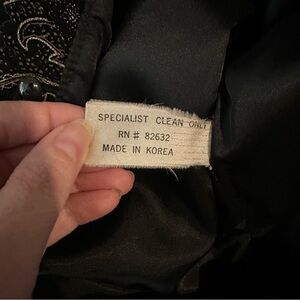 SPECIALIST CLEAN ONLY
RN # 82632
MADE IN KOREA